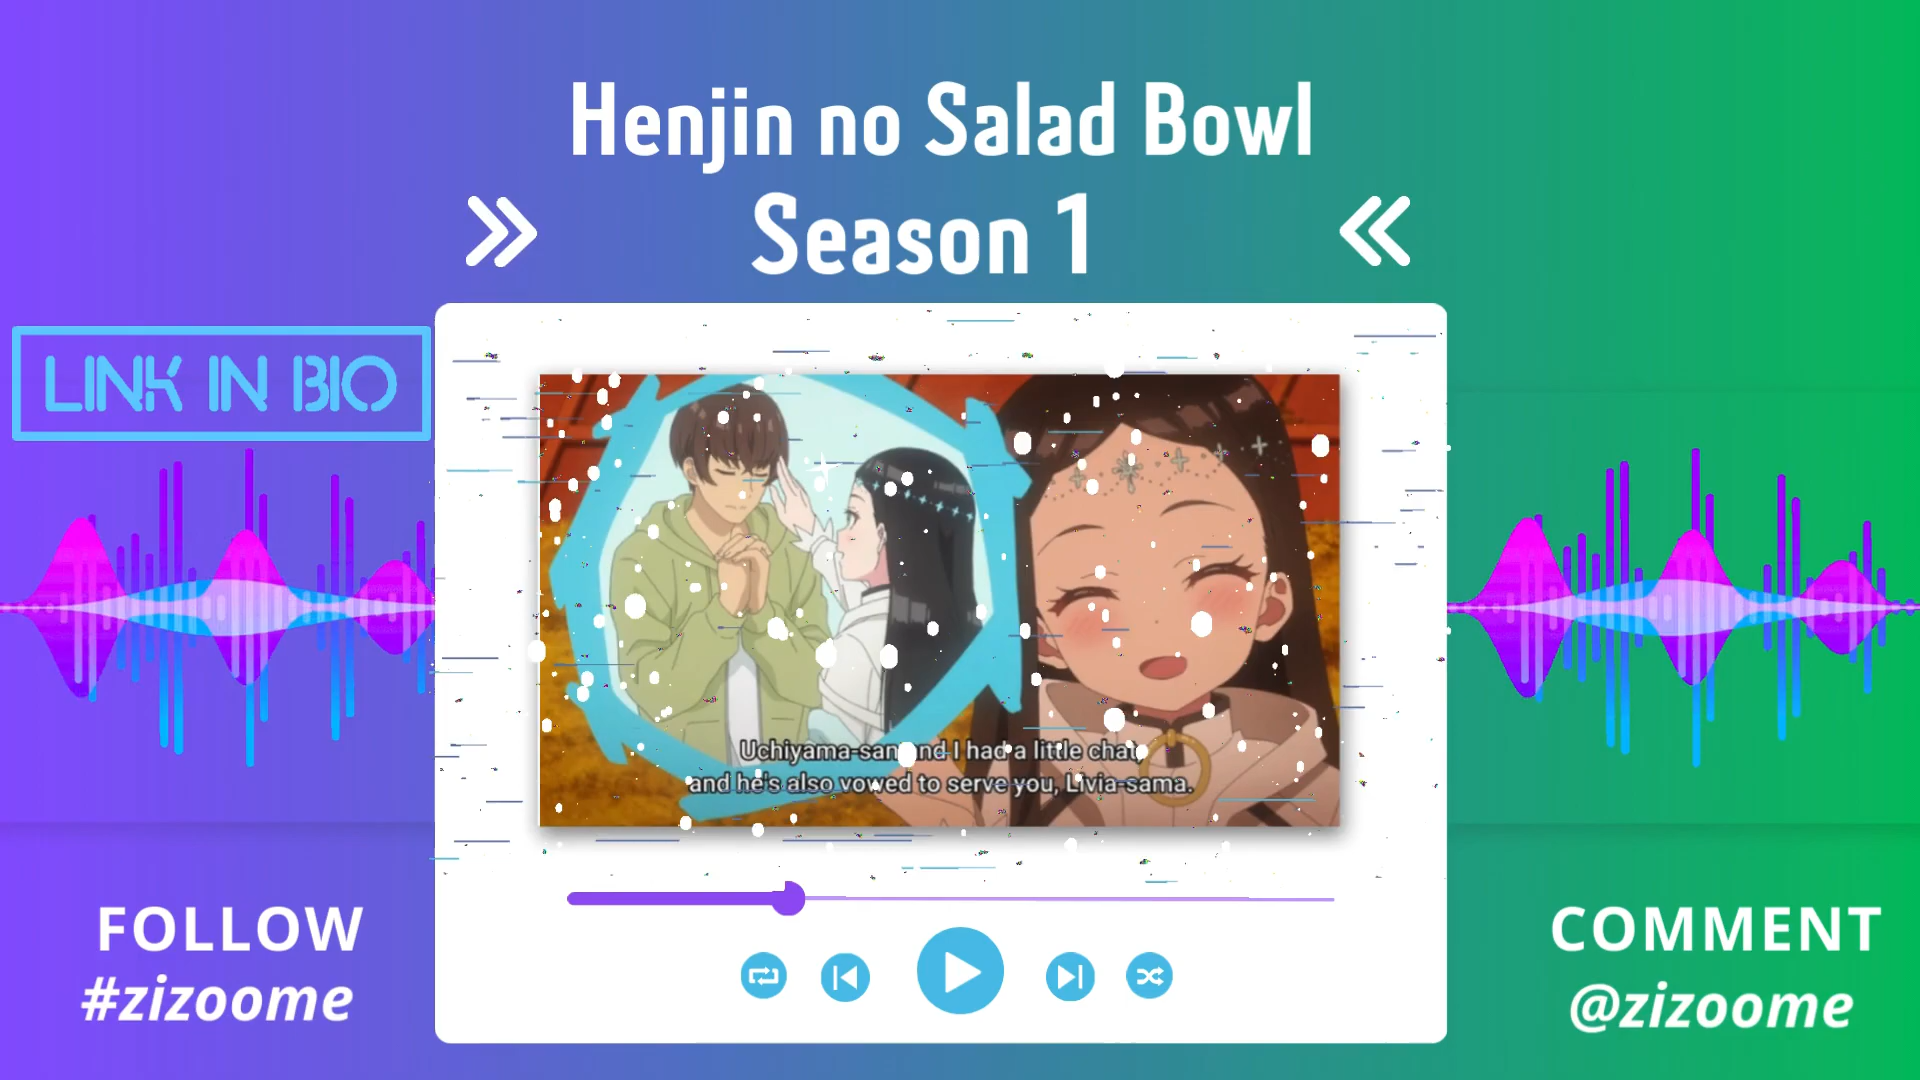 Henjin no Salad Bowl
Season 1
LINK IN BIO
Uchiyama-san and I had a little chat,
and he's also vowed to serve you, Livia-sama.
FOLLOW
#zizoome
COMMENT
@zizoome